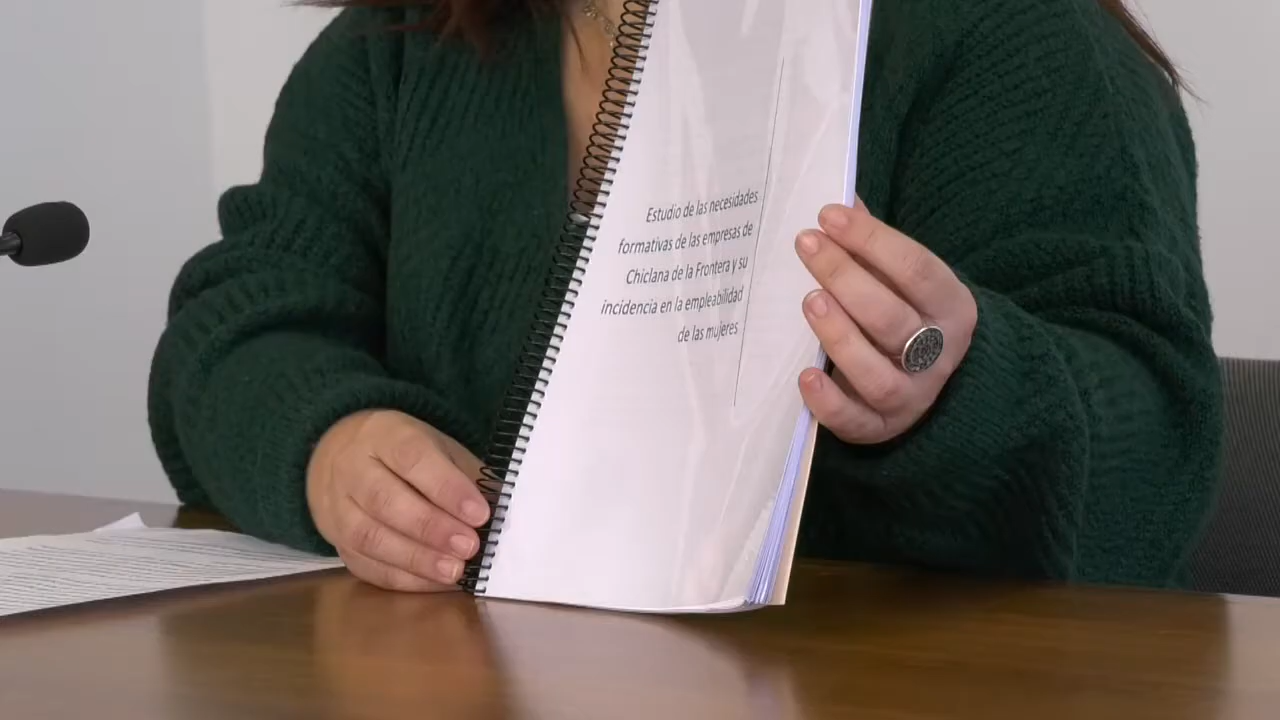 Estudio de las necesidades
formativas de las empresas de
Chiclana de la Frontera y su
incidencia en la empleabilidad
de las mujeres